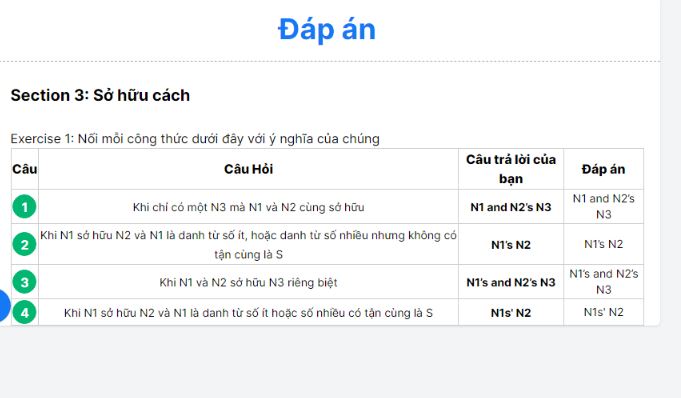 Đáp án
Section 3: Sở hữu cách
Exercise 1: Nối mỗi công thức dưới đây với ý nghĩa của chúng
Câu
Câu Hỏi
Câu trả lời của
bạn
Đáp án
1
Khi chỉ có một N3 mà N1 và N2 cùng sở hữu
N1 and N2's N3
N1 and N2's
N3
2
Khi N1 sở hữu N2 và N1 là danh từ số ít, hoặc danh từ số nhiều nhưng không có
tận cùng là S
N1's N2
N1's N2
3
Khi N1 và N2 sở hữu N3 riêng biệt
N1's and N2's N3
N1's and N2's
N3
4
Khi N1 sở hữu N2 và N1 là danh từ số ít hoặc số nhiều có tận cùng là S
N1s' N2
N1s' N2